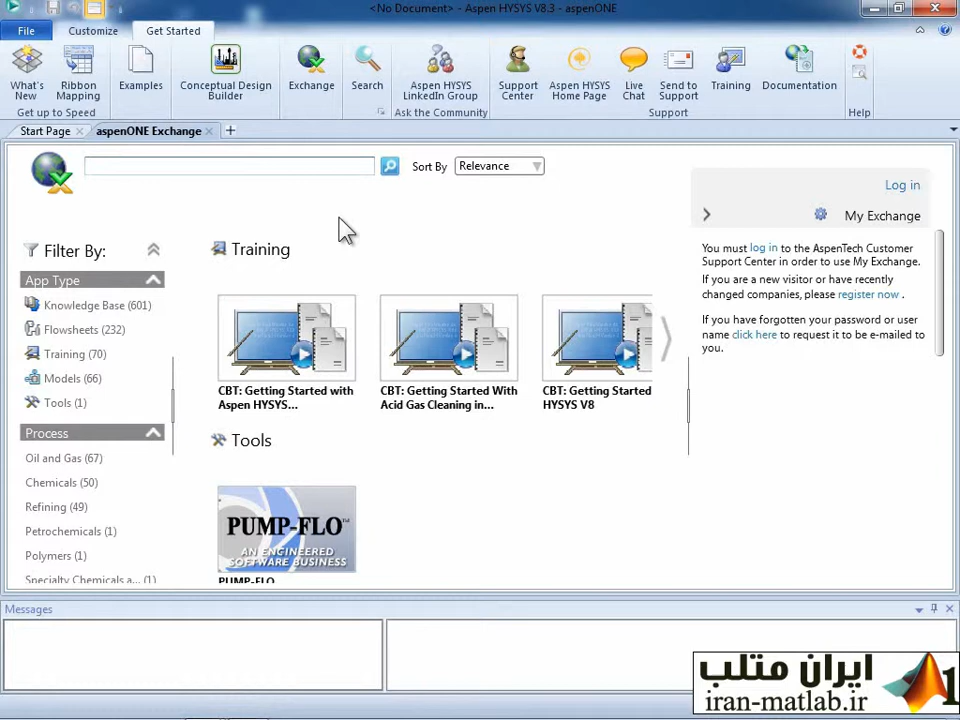 <No Document> - Aspen HYSYS V8.3 - aspenONE
File
Customize
Get Started
What's New
Ribbon Mapping
Examples
Conceptual Design Builder
Exchange
Search
Aspen HYSYS LinkedIn Group
Support Center
Aspen HYSYS Home Page
Live Chat
Send to Support
Training
Documentation
Get up to Speed
Ask the Community
Support
Help
Start Page
aspenONE Exchange
Sort By
Relevance
Log in
My Exchange
You must log in to the AspenTech Customer
Support Center in order to use My Exchange.
If you are a new visitor or have recently
changed companies, please register now .
If you have forgotten your password or user
name click here to request it to be e-mailed to
you.
Filter By:
App Type
Knowledge Base (601)
Flowsheets (232)
Training (70)
Models (66)
Tools (1)
Process
Oil and Gas (67)
Chemicals (50)
Refining (49)
Petrochemicals (1)
Polymers (1)
Specialty Chemicals a... (1)
Training
CBT: Getting Started with
Aspen HYSYS...
CBT: Getting Started With
Acid Gas Cleaning in...
CBT: Getting Started
HYSYS V8
Tools
PUMP-FLO™
AN ENGINEERED
SOFTWARE BUSINESS
PUMP-FLO
Messages
ایران متلب
iran-matlab.ir
1